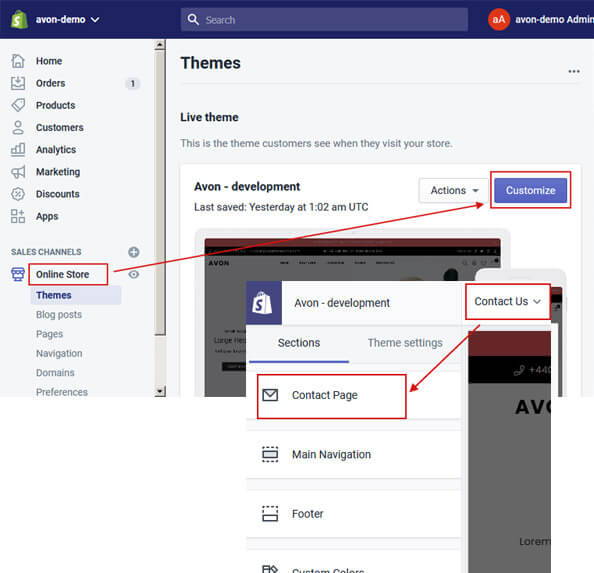 avon-demo
Search
aA
avon-demo Admin
Home
Orders 1
Products
Customers
Analytics
Marketing
Discounts
Apps
SALES CHANNELS
Online Store
Themes
Blog posts
Pages
Navigation
Domains
Preferences
Themes
Live theme
This is the theme customers see when they visit your store.
Avon - development
Last saved: Yesterday at 1:02 am UTC
Actions
Customize
AVON
Avon - development
Contact Us
Sections
Theme settings
Contact Page
Main Navigation
Footer
Custom Colors
+440
AVO
Lorem